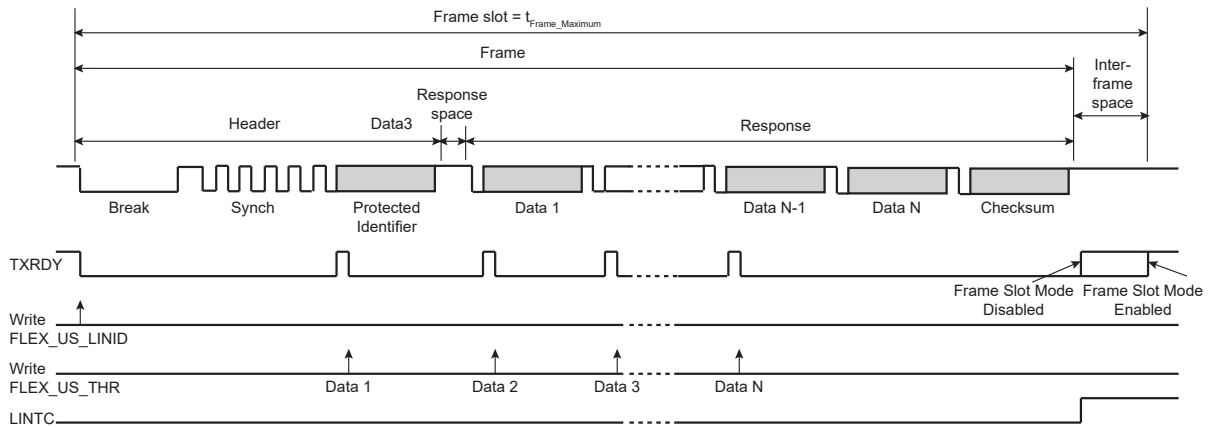 Frame slot = tFrame_Maximum
Frame
Inter-
frame
space
Response
space
Header
Data3
Response
Break
Synch
Protected
Identifier
Data 1
Data N-1
Data N
Checksum
TXRDY
Frame Slot Mode
Disabled
Frame Slot Mode
Enabled
Write
FLEX_US_LINID
Write
FLEX_US_THR
Data 1
Data 2
Data 3
Data N
LINTC